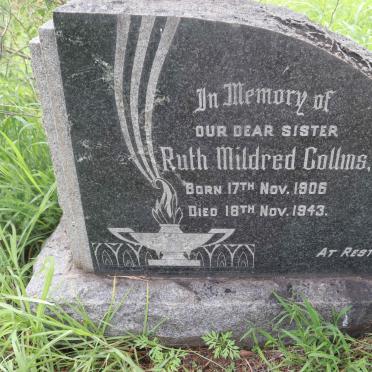 In Memory of
OUR DEAR SISTER
Ruth Mildred Collins,
BORN 17TH NOV. 1906
DIED 18TH NOV. 1943.
AT REST